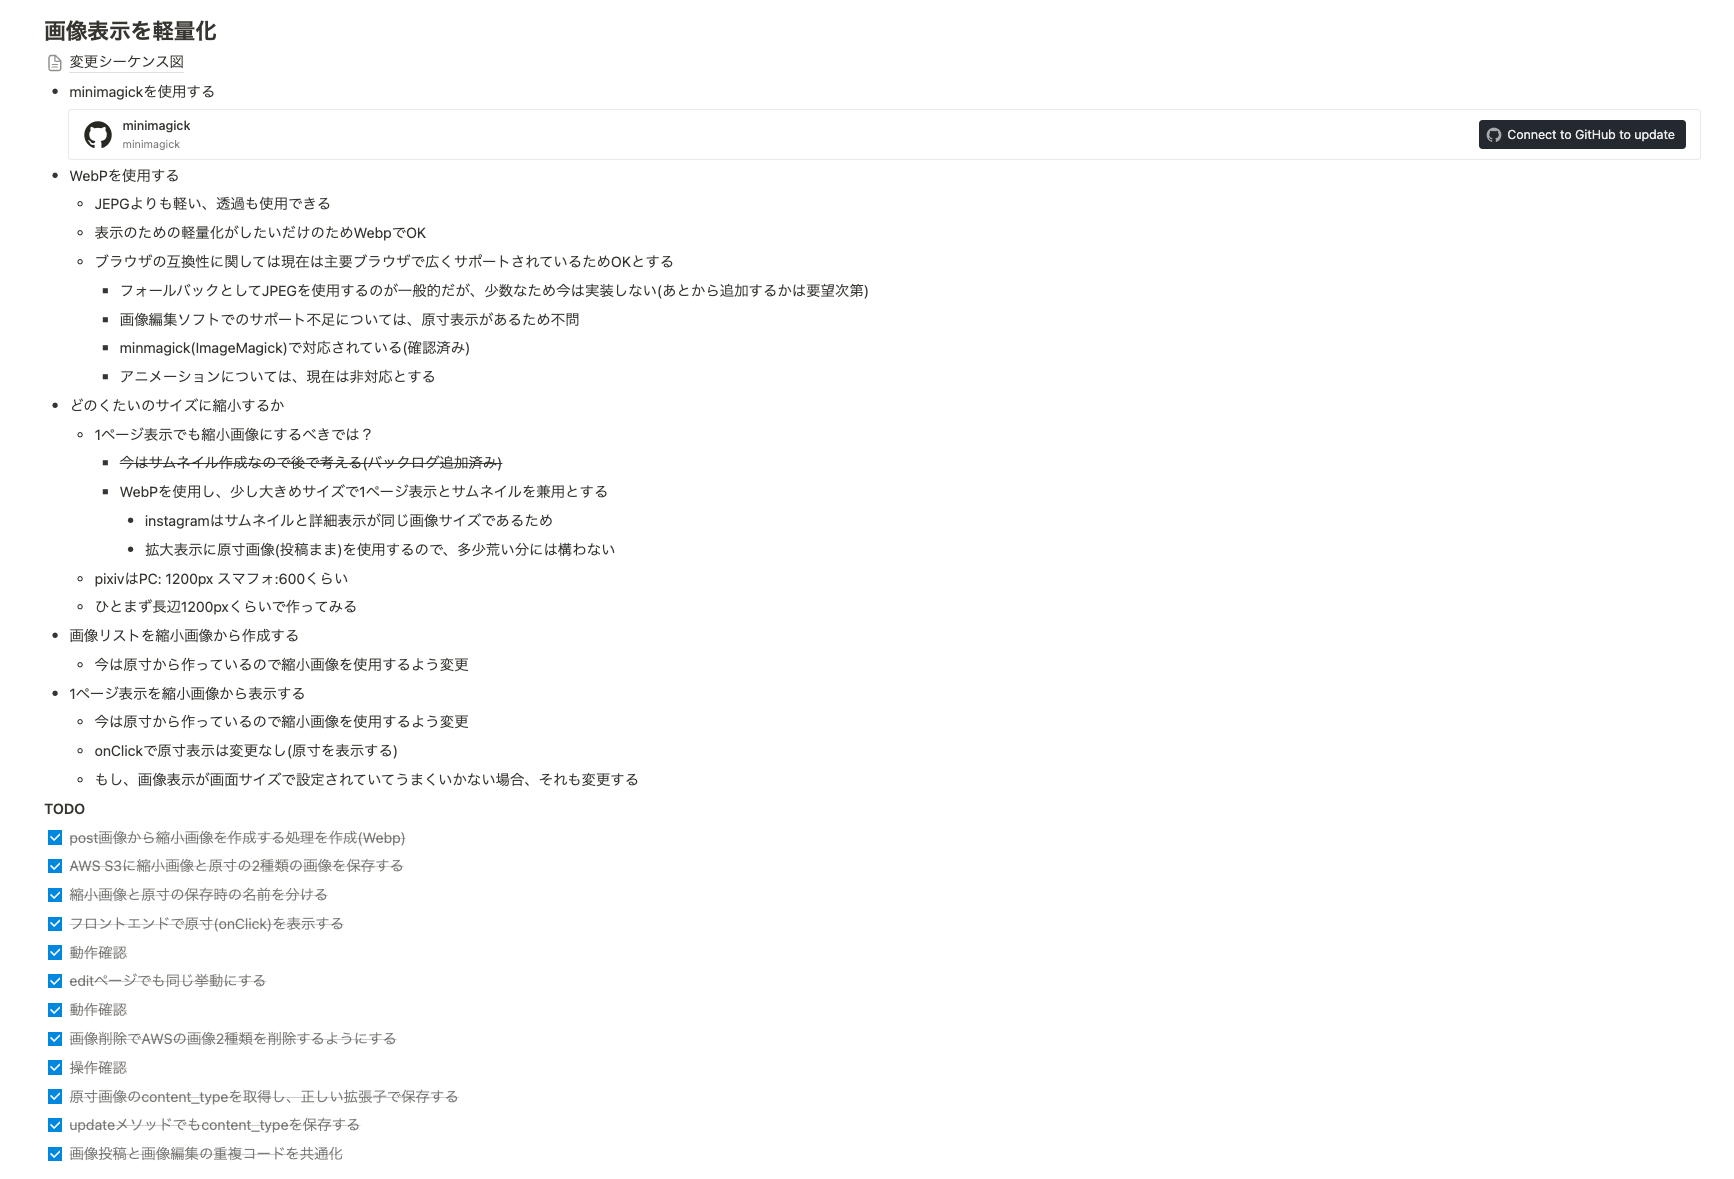 画像表示を軽量化
変更シーケンス図
minimagickを使用する
minimagick
minimagick
Connect to GitHub to update
WebPを使用する
JEPGよりも軽い、透過も使用できる
表示のための軽量化がしたいだけのためWebpでOK
ブラウザの互換性に関しては現在は主要ブラウザで広くサポートされているためOKとする
フォールバックとしてJPEGを使用するのが一般的だが、少数なため今は実装しない(あとから追加するかは要望次第)
画像編集ソフトでのサポート不足については、原寸表示があるため不問
minmagick(ImageMagick)で対応されている(確認済み)
アニメーションについては、現在は非対応とする
どのくたいのサイズに縮小するか
1ページ表示でも縮小画像にするべきでは？
今はサムネイル作成なので後で考える(バックログ追加済み)
WebPを使用し、少し大きめサイズで1ページ表示とサムネイルを兼用とする
instagramはサムネイルと詳細表示が同じ画像サイズであるため
拡大表示に原寸画像(投稿まま)を使用するので、多少荒い分には構わない
pixivはPC: 1200px スマフォ:600くらい
ひとまず長辺1200pxくらいで作ってみる
画像リストを縮小画像から作成する
今は原寸から作っているので縮小画像を使用するよう変更
1ページ表示を縮小画像から表示する
今は原寸から作っているので縮小画像を使用するよう変更
onClickで原寸表示は変更なし(原寸を表示する)
もし、画像表示が画面サイズで設定されていてうまくいかない場合、それも変更する
TODO
post画像から縮小画像を作成する処理を作成(Webp)
AWS S3に縮小画像と原寸の2種類の画像を保存する
縮小画像と原寸の保存時の名前を分ける
フロントエンドで原寸(onClick)を表示する
動作確認
editページでも同じ挙動にする
動作確認
画像削除でAWSの画像2種類を削除するようにする
操作確認
原寸画像のcontent_typeを取得し、正しい拡張子で保存する
updateメソッドでもcontent_typeを保存する
画像投稿と画像編集の重複コードを共通化